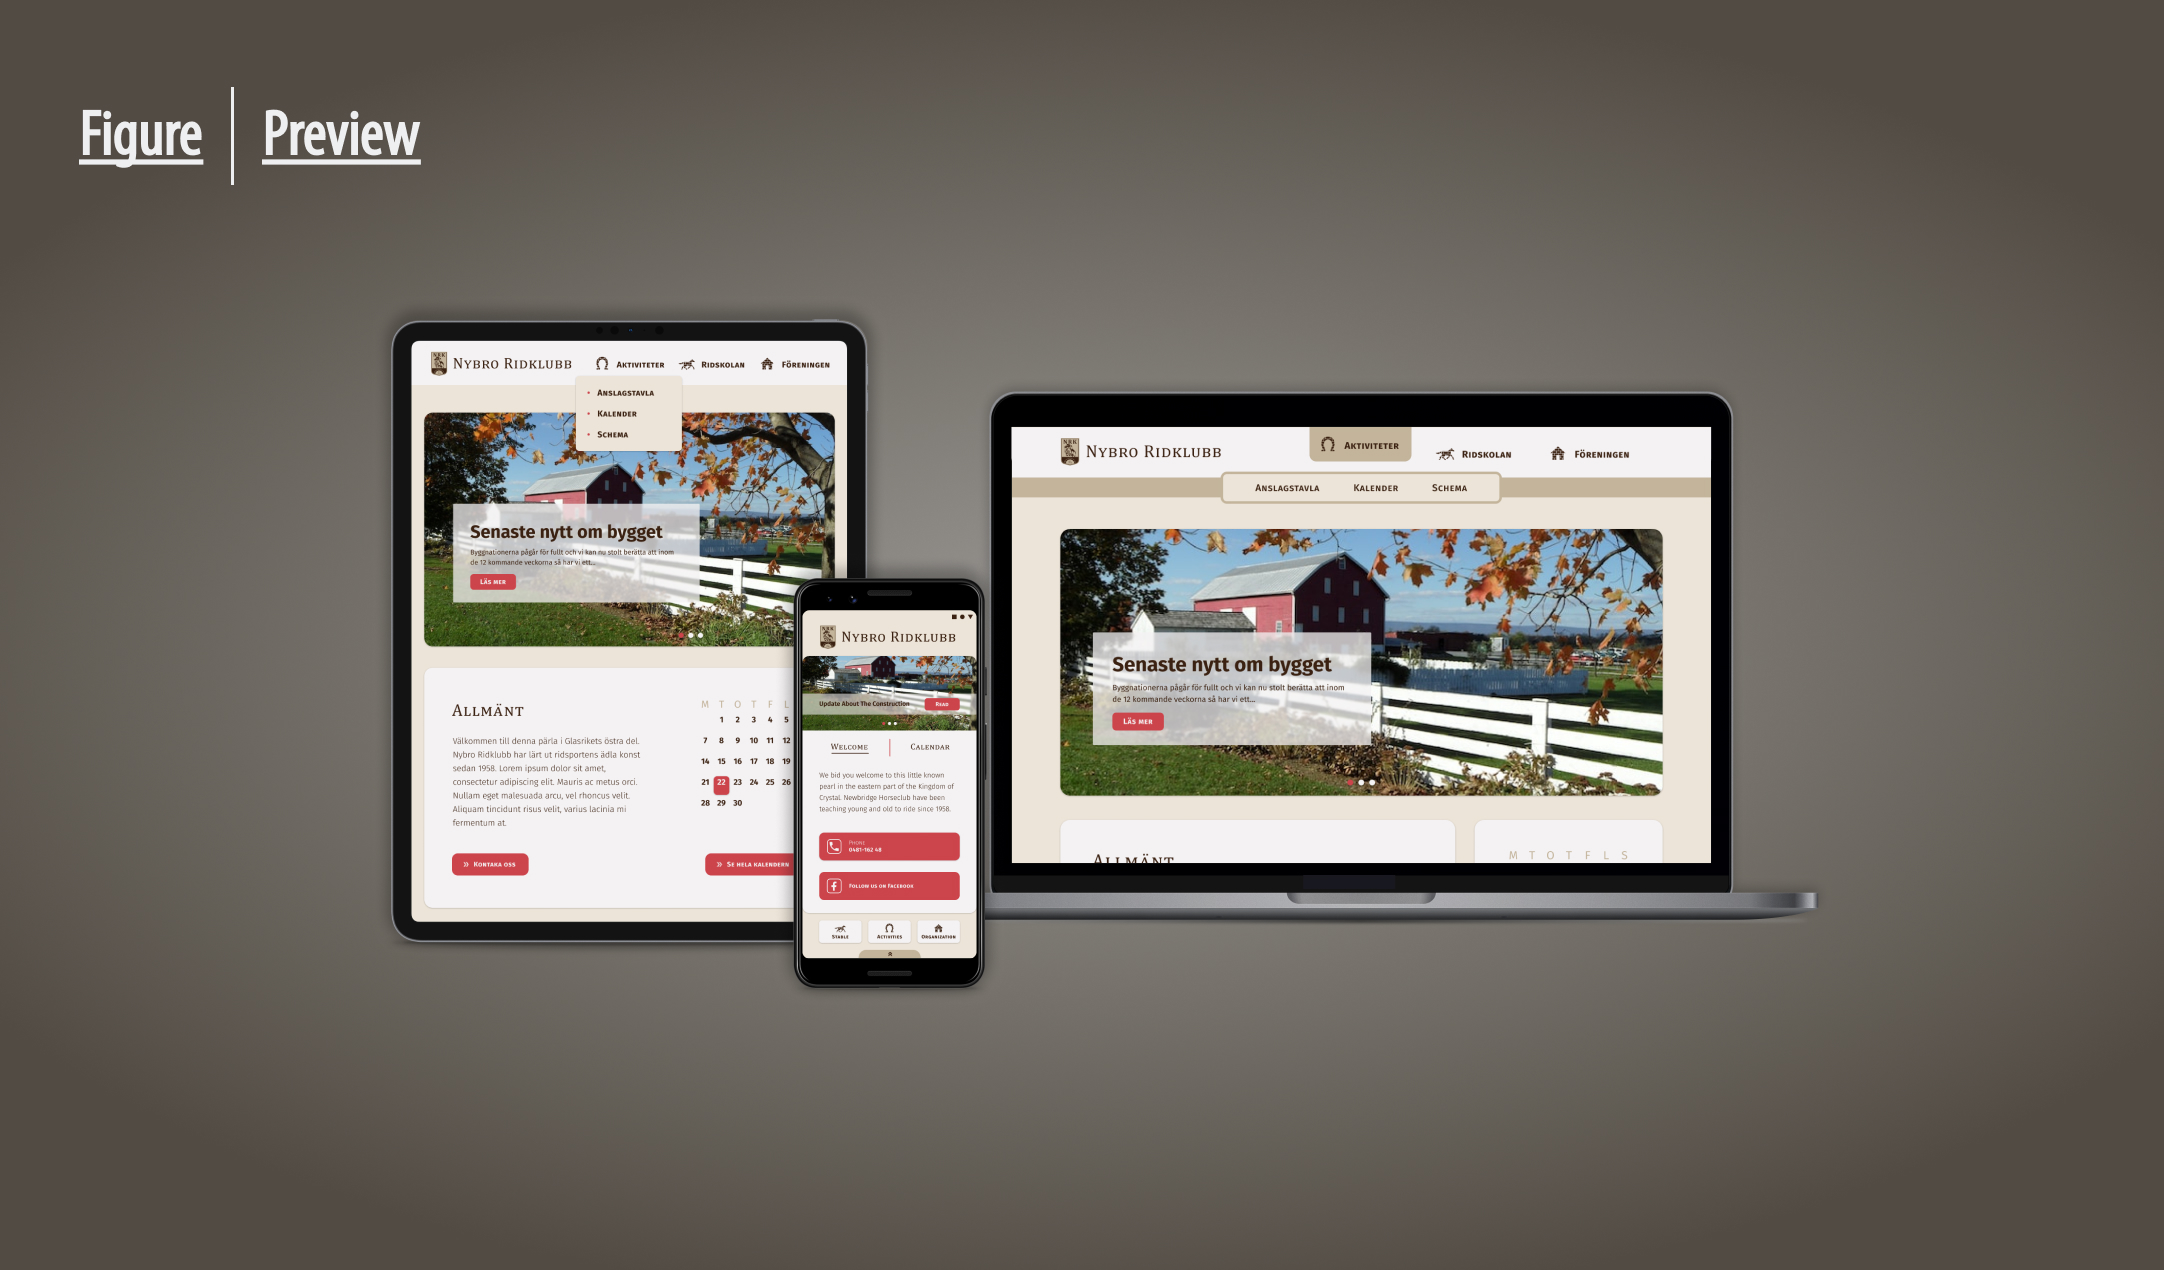 Figure
Preview
NYBRO RIDKLUBB
AKTIVITETER
RIDSKOLAN
FÖRENINGEN
ANSLAGSTAVLA
KALENDER
SCHEMA
Senaste nytt om bygget
Byggnationerna pågår för fullt och vi kan nu stolt berätta att inom
de 12 kommande veckorna så har vi ett...
LÄS MER
ALLMÄNT
Välkommen till denna pärla i Glasrikets östra del.
Nybro Ridklubb har lärt ut ridsportens ädla konst
sedan 1958. Lorem ipsum dolor sit amet,
consectetur adipiscing elit. Mauris ac metus orci.
Nullam eget malesuada arcu, vel rhoncus velit.
Aliquam tincidunt risus velit, varius lacinia mi
fermentum at.
» KONTAKA OSS
M T O T F L
1 2 3 4 5
7 8 9 10 11 12
14 15 16 17 18 19
21 22 23 24 25 26
28 29 30
» SE HELA KALENDERN
NYBRO RIDKLUBB
Update About The Construction
READ
WELCOME
CALENDAR
We bid you welcome to this little known
pearl in the eastern part of the Kingdom of
Crystal. Newbridge Horseclub have been
teaching young and old to ride since 1958.
PHONE
0481-162 48
FOLLOW US ON FACEBOOK
STABLE
ACTIVITIES
ORGANIZATION
NRK
NYBRO RIDKLUBB
AKTIVITETER
RIDSKOLAN
FÖRENINGEN
ANSLAGSTAVLA
KALENDER
SCHEMA
Senaste nytt om bygget
Byggnationerna pågår för fullt och vi kan nu stolt berätta att inom
de 12 kommande veckorna så har vi ett...
LÄS MER
ALLMÄNT
M T O T F L S